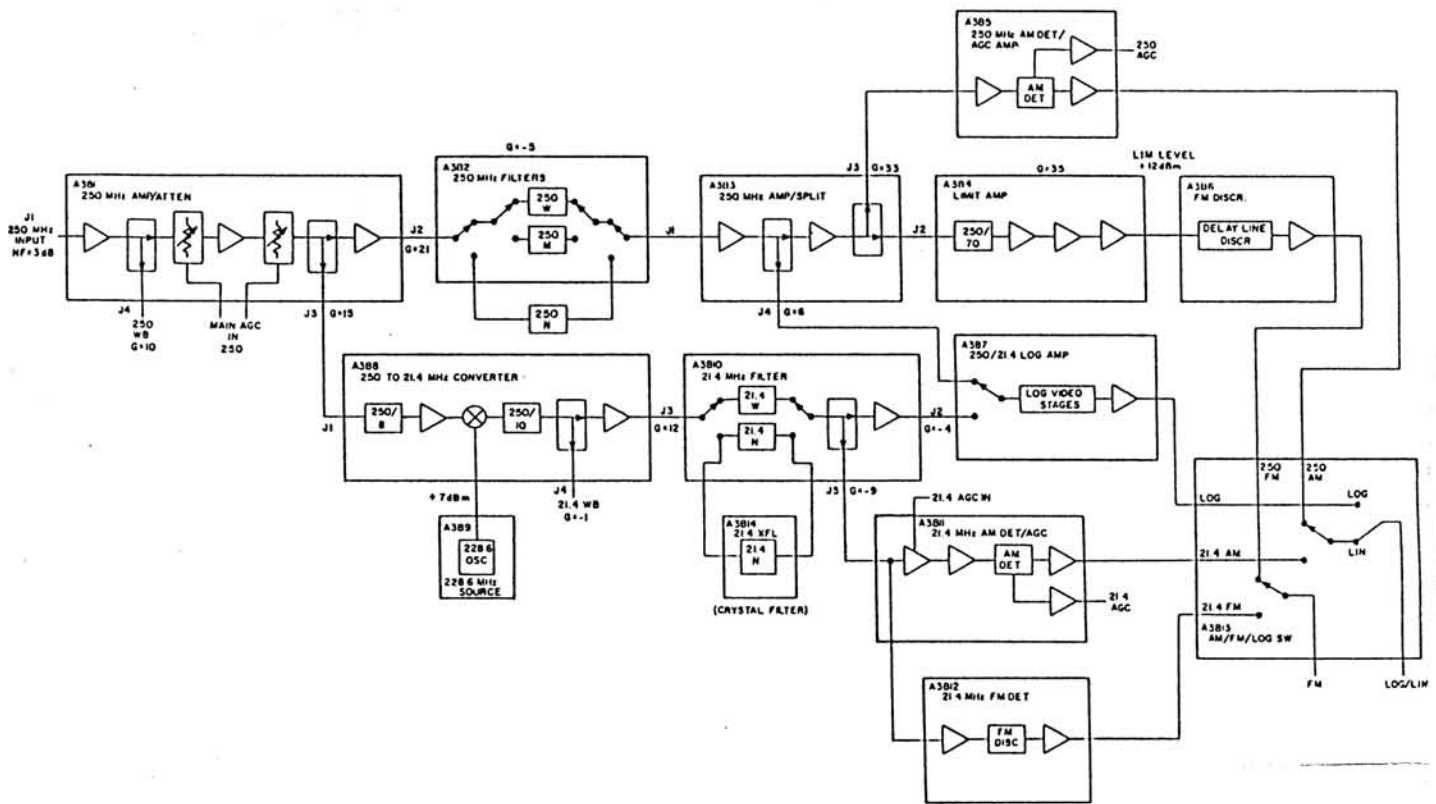 A3B5
250 MHz AM DET/
AGC AMP.
AM
DET
250
AGC
A3B1
250 MHz AMP/ATTEN
J1
250 MHz
INPUT
NF=3dB
J4
250
WB
G=10
MAIN AGC
IN
250
J3
G=15
J2
G=21
G=-5
A3B2
250 MHz FILTERS
250
W
250
M
250
N
J1
A3B3
250 MHz AMP/SPLIT
J3
G=33
J4
G=6
J2
A3B4
LIMIT AMP
G=35
250/
70
LIM LEVEL
+12dBm
A3B6
FM DISCR.
DELAY LINE
DISCR
A3B8
250 TO 21.4 MHz CONVERTER
J1
250/
8
250/
10
J3
G=12
J4
21.4 WB
G=-1
+7dBm
A3B9
228.6
OSC
228.6 MHz
SOURCE
A3B10
21.4 MHz FILTER
21.4
W
21.4
N
J2
G=-4
J5
G=-9
A3B14
21.4 XFL
21.4
N
(CRYSTAL FILTER)
A3B7
250/21.4 LOG AMP
LOG VIDEO
STAGES
21.4 AGC IN
A3B11
21.4 MHz AM DET/AGC
AM
DET
21.4
AGC
A3B12
21.4 MHz FM DET
FM
DISC
250
FM
250
AM
LOG
LOG
LIN
21.4 AM
21.4 FM
A3B13
AM/FM/LOG SW
FM
LOG/LIN